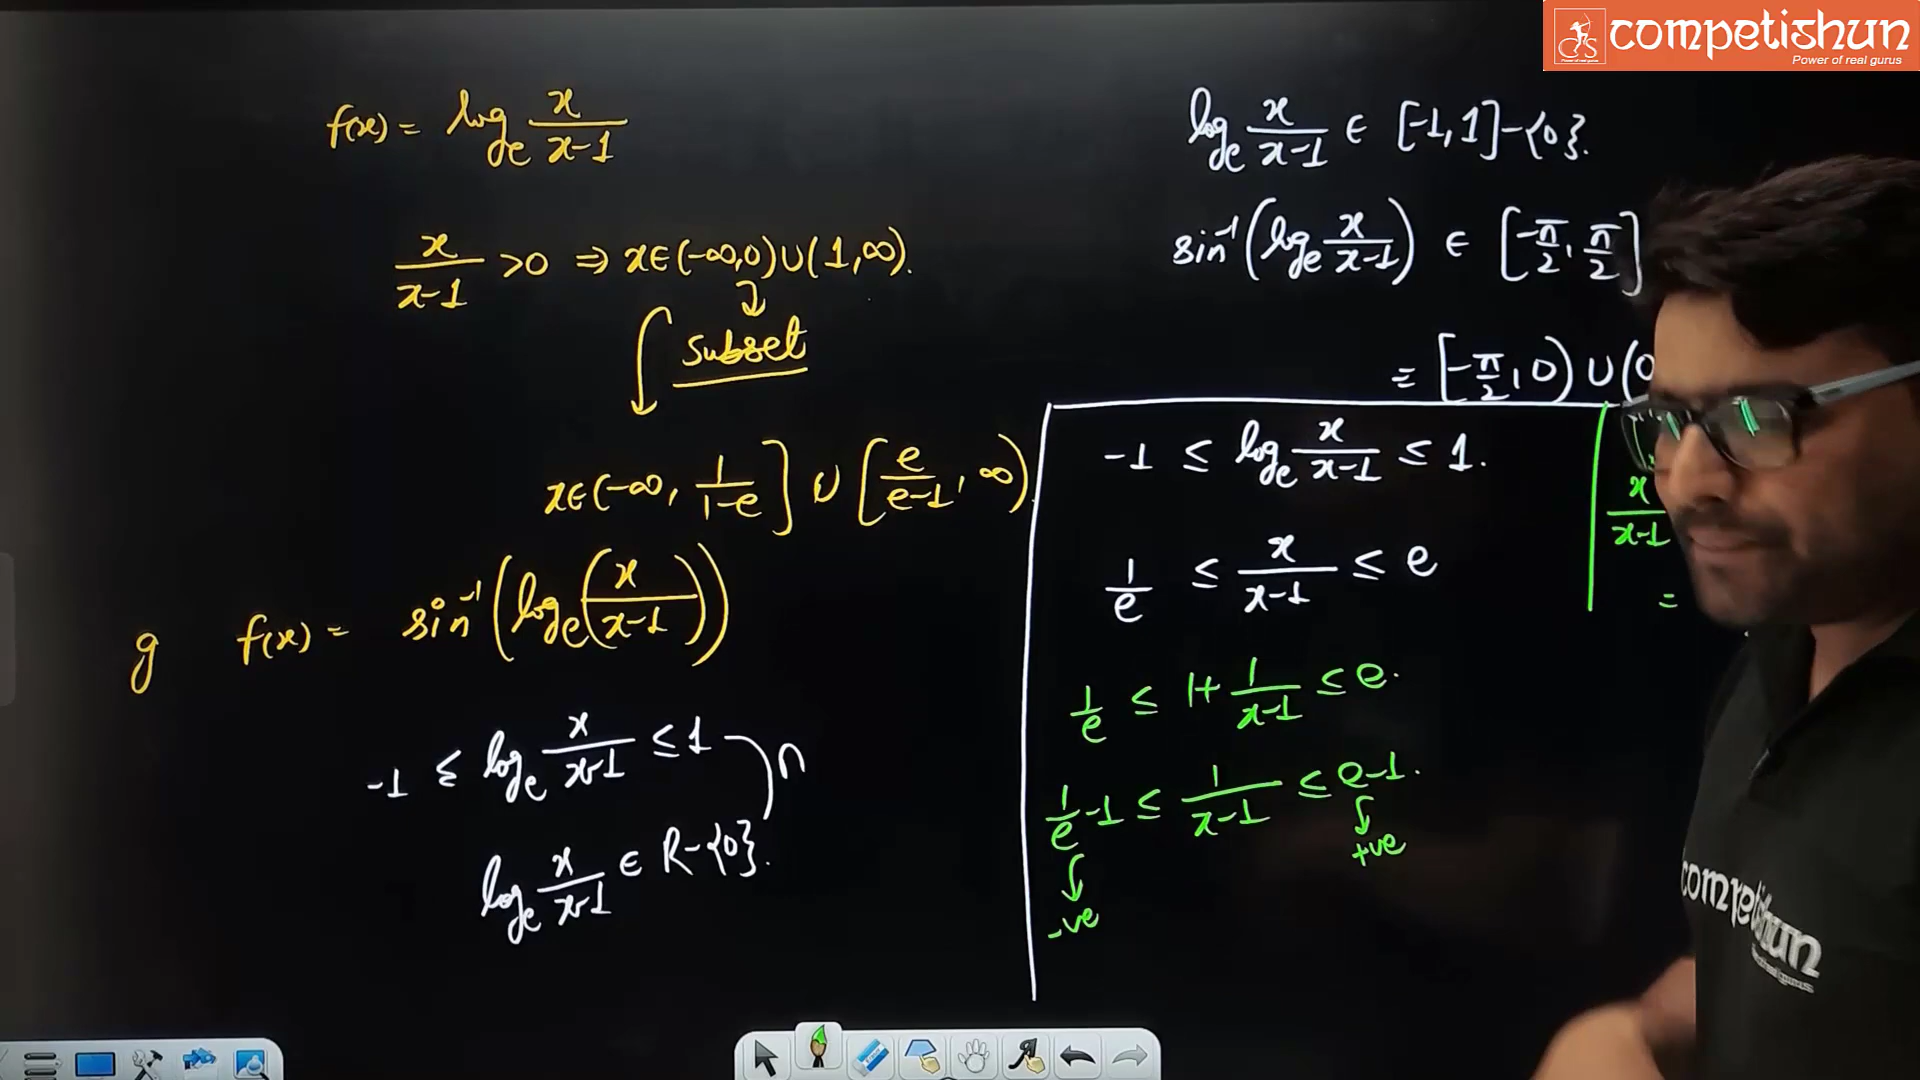 competishun
Power of real gurus
f(x) = log_e x/(x-1)
x/(x-1) >0 ⇒ x∈(-∞,0)∪(1,∞).
Subset
x∈(-∞, 1/(1-e)] ∪ [e/(e-1), ∞)
g f(x) = sin⁻¹(log_e(x/(x-1)))
-1 ≤ log_e x/(x-1) ≤ 1 ∩
log_e x/(x-1) ∈ R-{0}.
log_e x/(x-1) ∈ [-1,1]-{0}.
sin⁻¹(log_e x/(x-1)) ∈ [-π/2, π/2]
≡ [-π/2, 0) ∪ (0
-1 ≤ log_e x/(x-1) ≤ 1.
1/e ≤ x/(x-1) ≤ e
1/e ≤ 1+ 1/(x-1) ≤ e.
1/e -1 ≤ 1/(x-1) ≤ e-1.
-ve
+ve
x/(x-1)
=
competishun